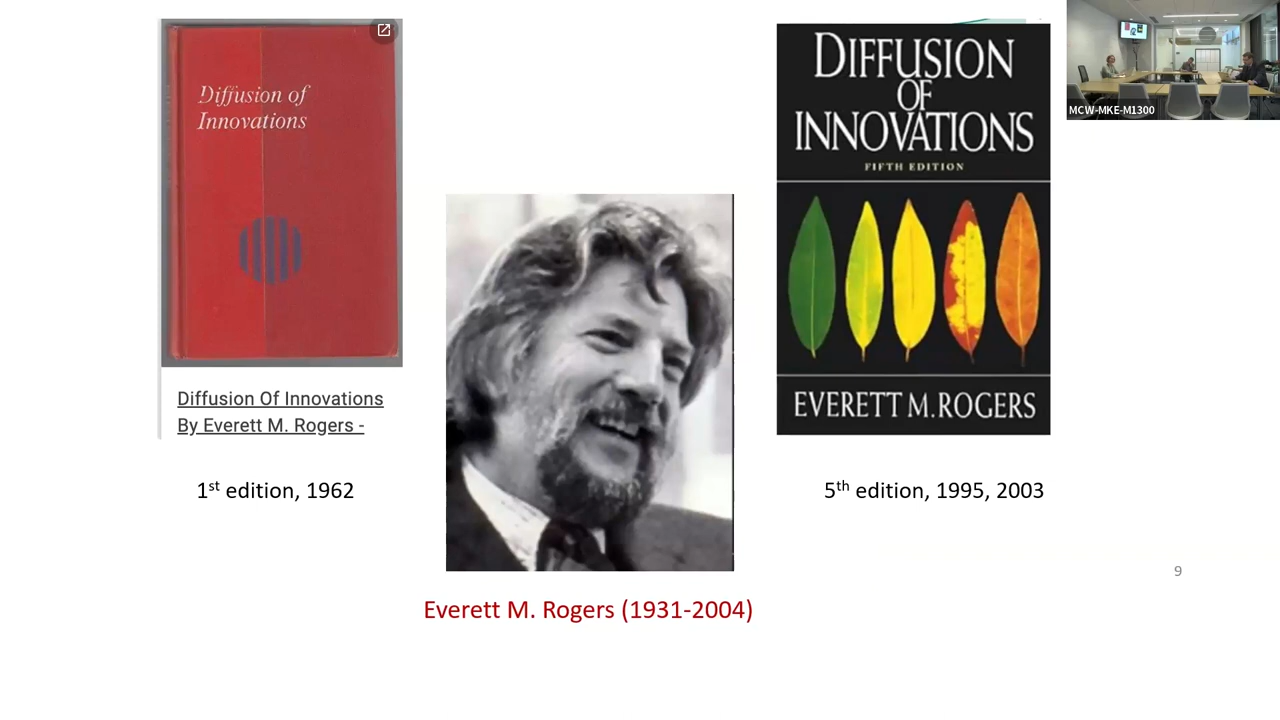 Diffusion of
Innovations
Diffusion Of Innovations
By Everett M. Rogers -
1st edition, 1962
Everett M. Rogers (1931-2004)
DIFFUSION
OF
INNOVATIONS
FIFTH EDITION
EVERETT M. ROGERS
5th edition, 1995, 2003
MCW-MKE-M1300
9